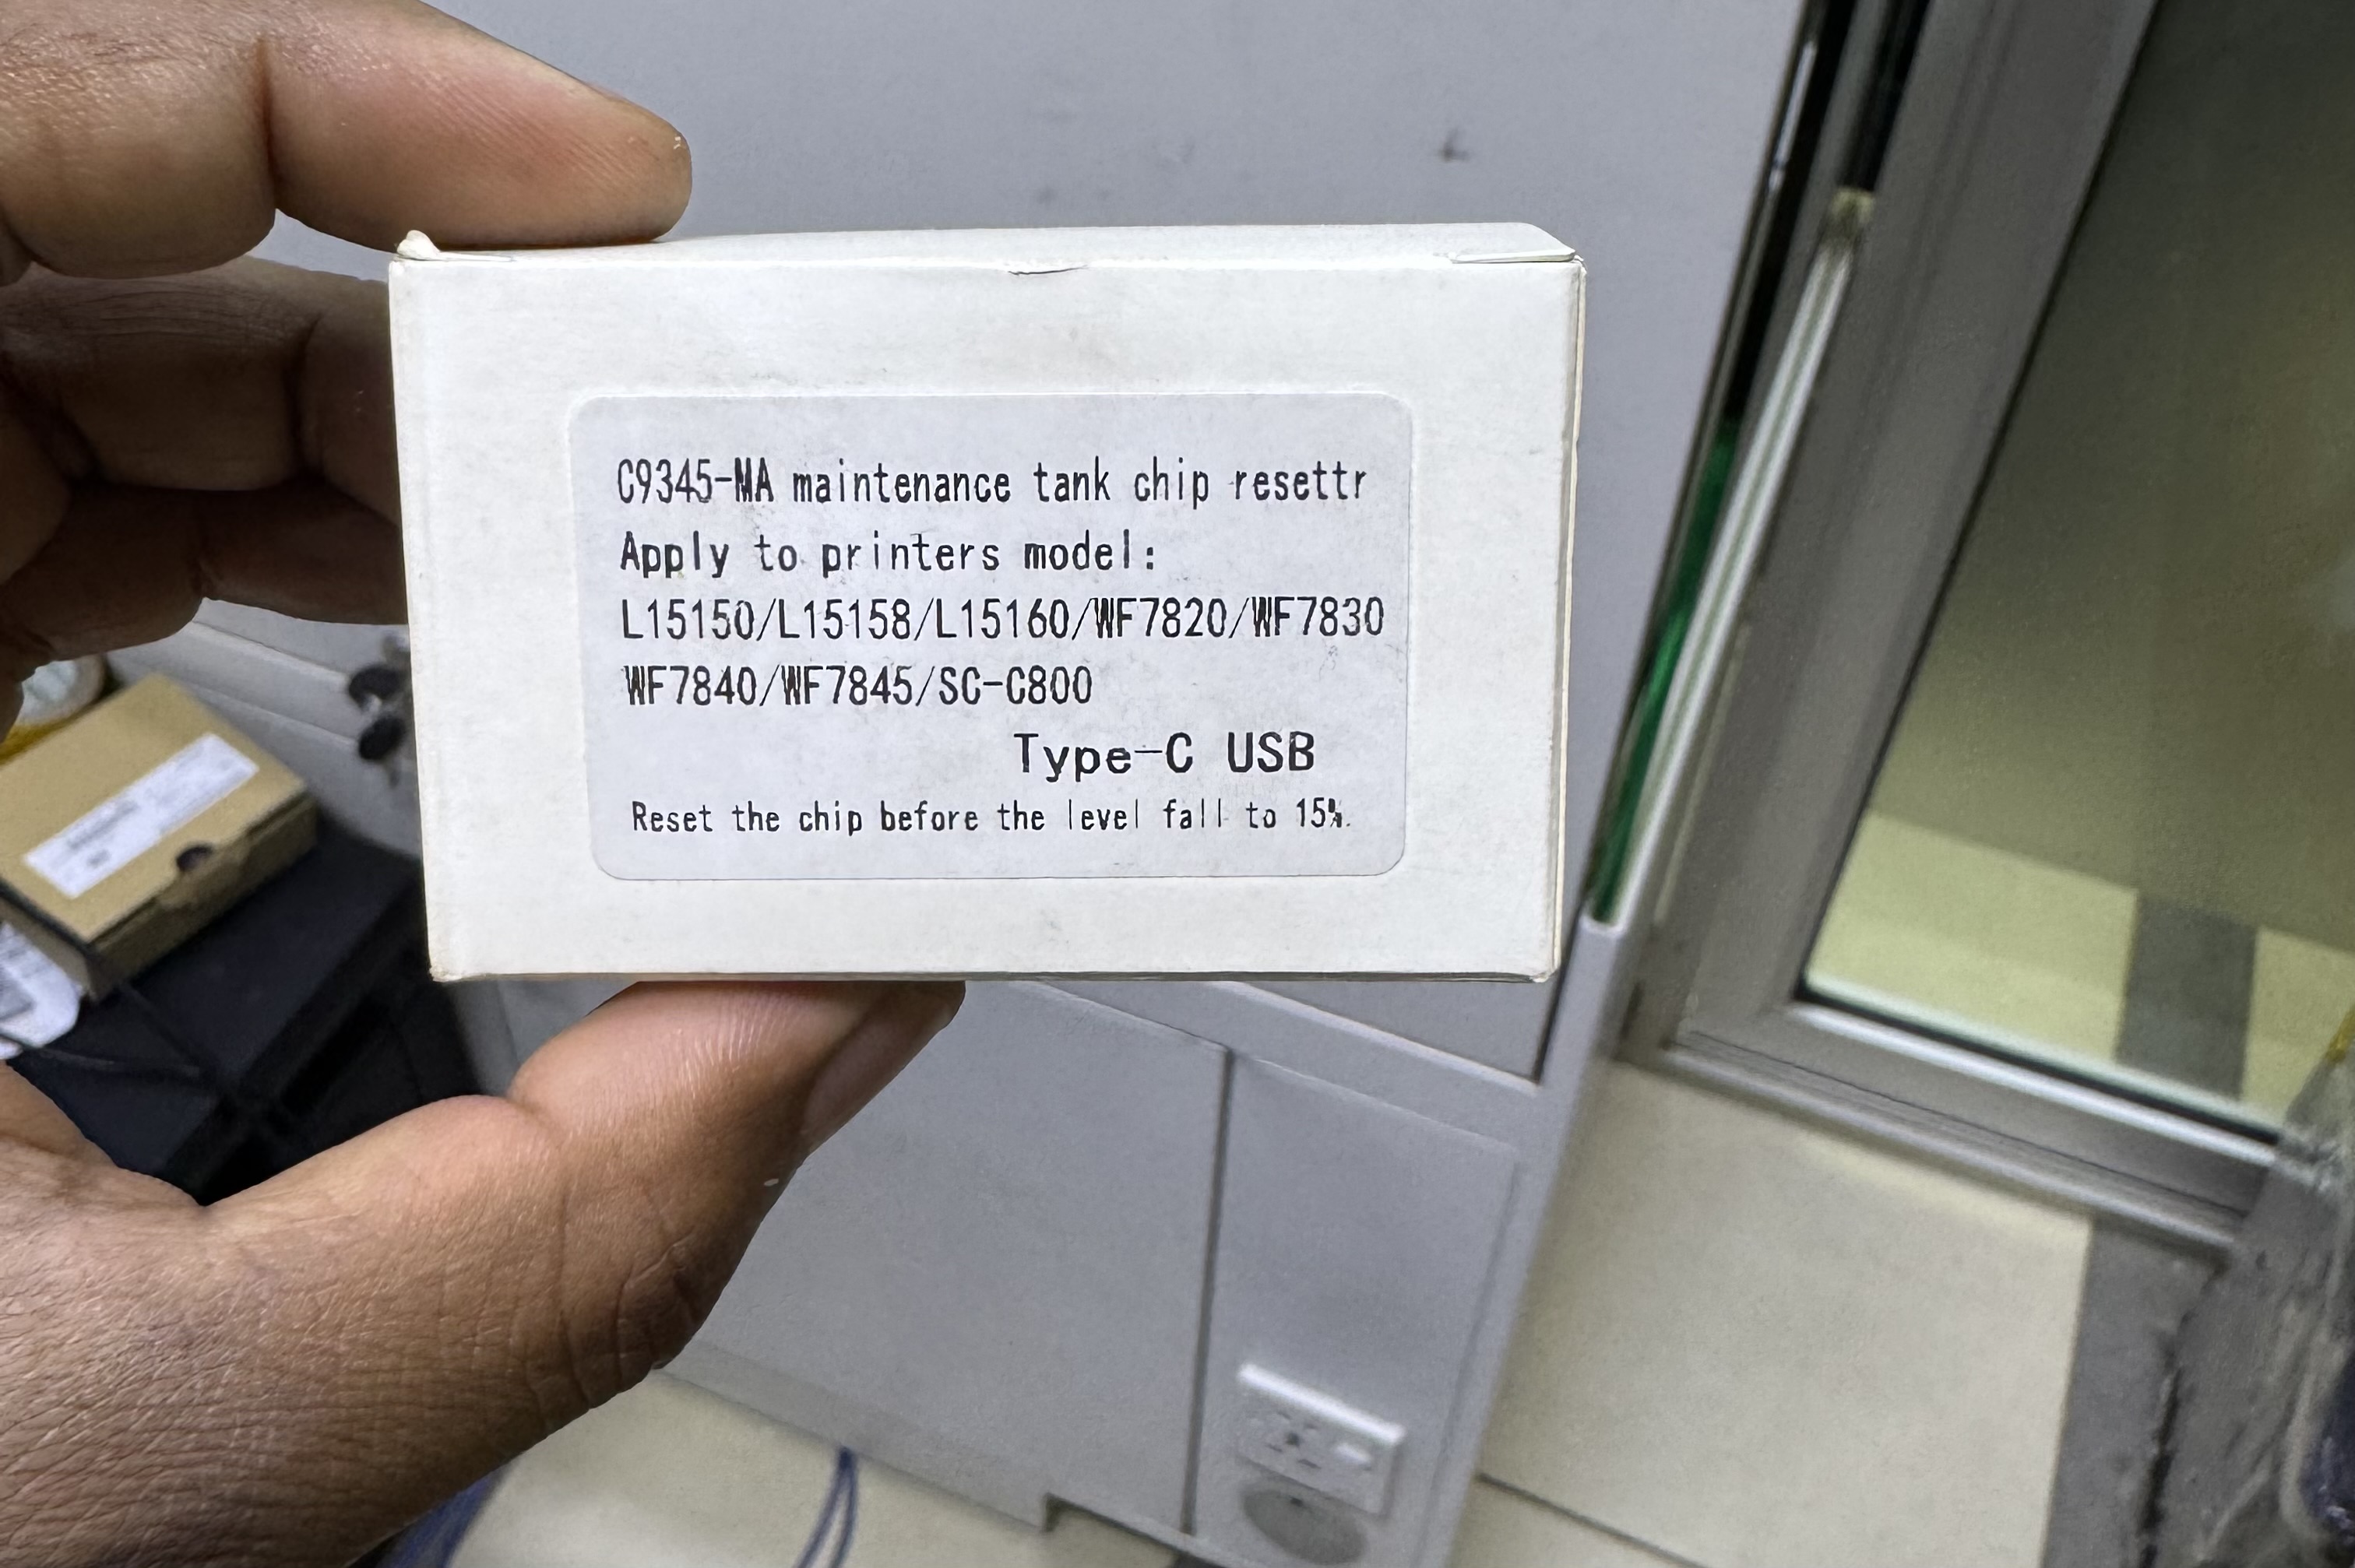 C9345-MA maintenance tank chip resettr
Apply to printers model:
L15150/L15158/L15160/WF7820/WF7830
WF7840/WF7845/SC-C800
Type-C USB
Reset the chip before the level fall to 15%.